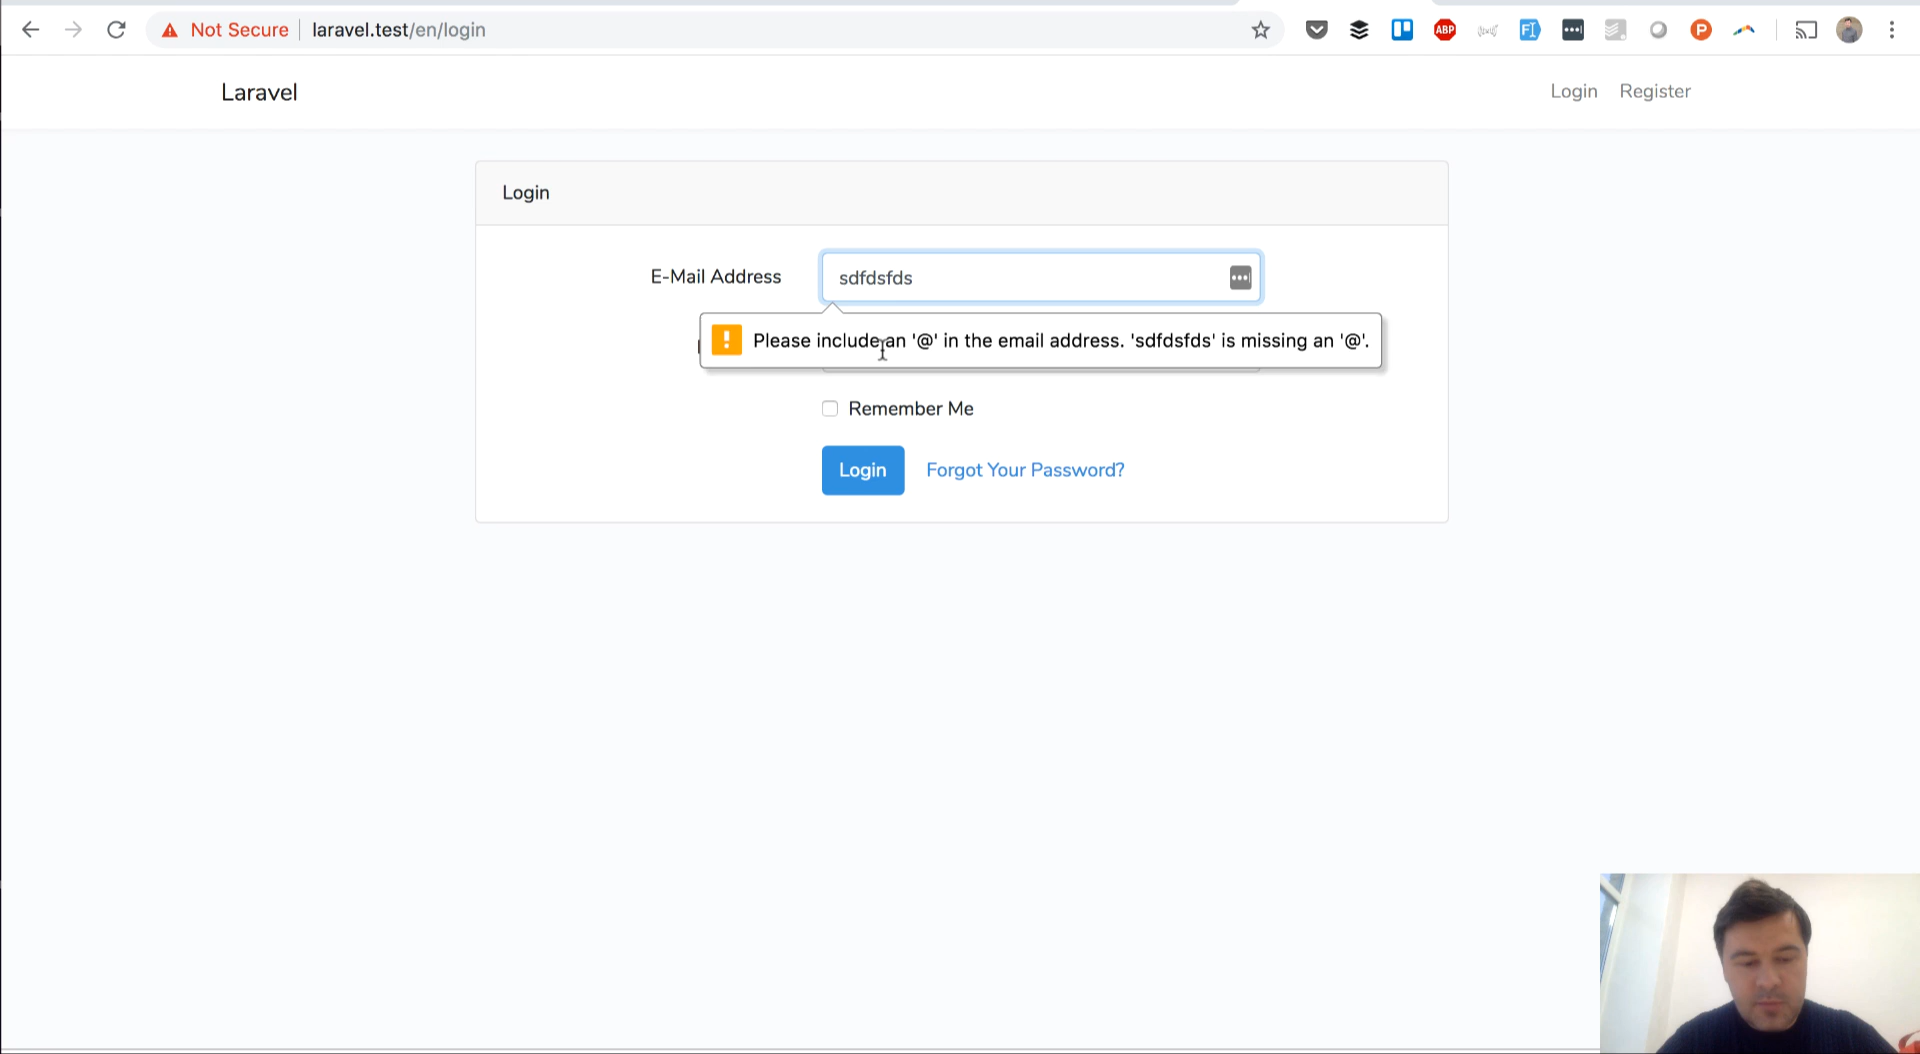 Not Secure laravel.test/en/login
ABP
P
Laravel
Login Register
Login
E-Mail Address
sdfdsfds
Please include an '@' in the email address. 'sdfdsfds' is missing an '@'.
Remember Me
Login Forgot Your Password?